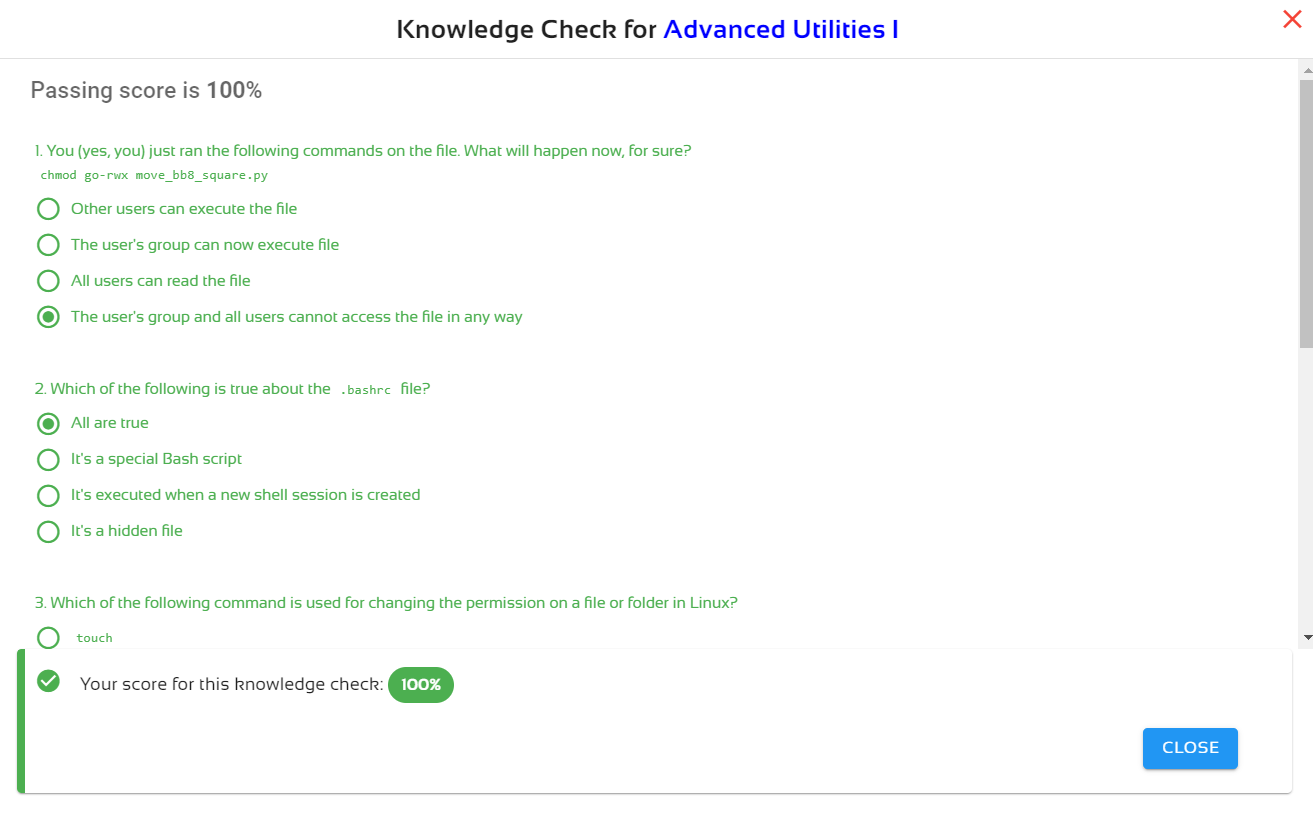 Knowledge Check for Advanced Utilities I
Passing score is 100%
1. You (yes, you) just ran the following commands on the file. What will happen now, for sure?
chmod go-rwx move_bb8_square.py
Other users can execute the file
The user's group can now execute file
All users can read the file
The user's group and all users cannot access the file in any way
2. Which of the following is true about the .bashrc file?
All are true
It's a special Bash script
It's executed when a new shell session is created
It's a hidden file
3. Which of the following command is used for changing the permission on a file or folder in Linux?
touch
Your score for this knowledge check: 100%
CLOSE